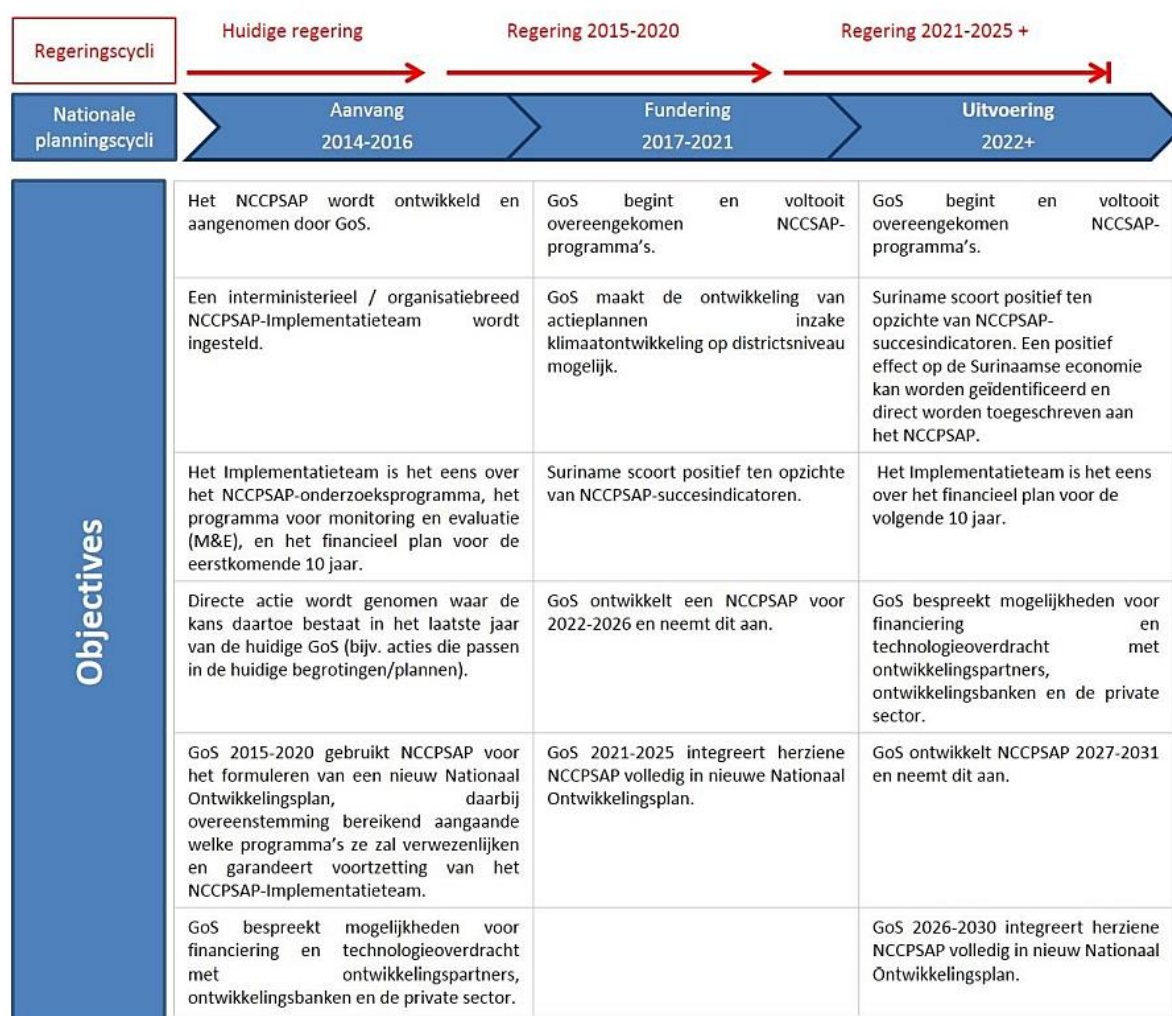 Regeringscycli
Huidige regering
Regering 2015-2020
Regering 2021-2025 +
Nationale
planningscycli
Aanvang
2014-2016
Fundering
2017-2021
Uitvoering
2022+
Objectives
Het NCCPSAP wordt ontwikkeld en
aangenomen door GoS.
GoS begint en voltooit
overeengekomen NCCSAP-
programma's.
GoS begint en voltooit
overeengekomen NCCSAP-
programma's.
Een interministerieel / organisatiebreed
NCCPSAP-Implementatieteam wordt
ingesteld.
GoS maakt de ontwikkeling van
actieplannen inzake
klimaatontwikkeling op districtsniveau
mogelijk.
Suriname scoort positief ten
opzichte van NCCPSAP-
succesindicatoren. Een positief
effect op de Surinaamse economie
kan worden geïdentificeerd en
direct worden toegeschreven aan
het NCCPSAP.
Het Implementatieteam is het eens over
het NCCPSAP-onderzoeksprogramma, het
programma voor monitoring en evaluatie
(M&E), en het financieel plan voor de
eerstkomende 10 jaar.
Suriname scoort positief ten opzichte
van NCCPSAP-succesindicatoren.
Het Implementatieteam is het eens
over het financieel plan voor de
volgende 10 jaar.
Directe actie wordt genomen waar de
kans daartoe bestaat in het laatste jaar
van de huidige GoS (bijv. acties die passen
in de huidige begrotingen/plannen).
GoS ontwikkelt een NCCPSAP voor
2022-2026 en neemt dit aan.
GoS bespreekt mogelijkheden voor
financiering en
technologieoverdracht met
ontwikkelingspartners,
ontwikkelingsbanken en de private
sector.
GoS 2015-2020 gebruikt NCCPSAP voor
het formuleren van een nieuw Nationaal
Ontwikkelingsplan, daarbij
overeenstemming bereikend aangaande
welke programma's ze zal verwezenlijken
en garandeert voortzetting van het
NCCPSAP-Implementatieteam.
GoS 2021-2025 integreert herziene
NCCPSAP volledig in nieuwe Nationaal
Ontwikkelingsplan.
GoS ontwikkelt NCCPSAP 2027-2031
en neemt dit aan.
GoS bespreekt mogelijkheden voor
financiering en technologieoverdracht
met ontwikkelingspartners,
ontwikkelingsbanken en de private sector.
GoS 2026-2030 integreert herziene
NCCPSAP volledig in nieuw Nationaal
Ontwikkelingsplan.